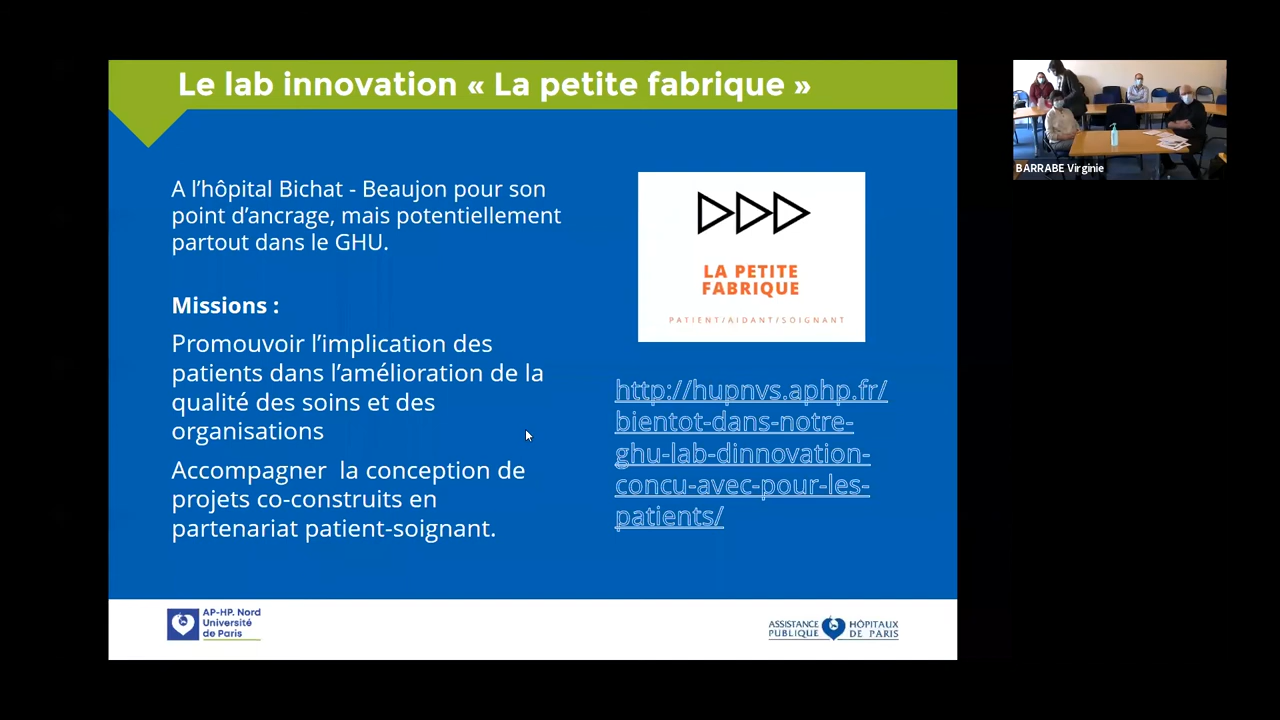 Le lab innovation « La petite fabrique »
A l’hôpital Bichat - Beaujon pour son
point d’ancrage, mais potentiellement
partout dans le GHU.
Missions :
Promouvoir l’implication des
patients dans l’amélioration de la
qualité des soins et des
organisations
Accompagner  la conception de
projets co-construits en
partenariat patient-soignant.
LA PETITE
FABRIQUE
PATIENT/AIDANT/SOIGNANT
http://hupnvs.aphp.fr/
bientot-dans-notre-
ghu-lab-dinnovation-
concu-avec-pour-les-
patients/
AP-HP. Nord
Université
de Paris
ASSISTANCE HÔPITAUX
PUBLIQUE DE PARIS
BARRABE Virginie